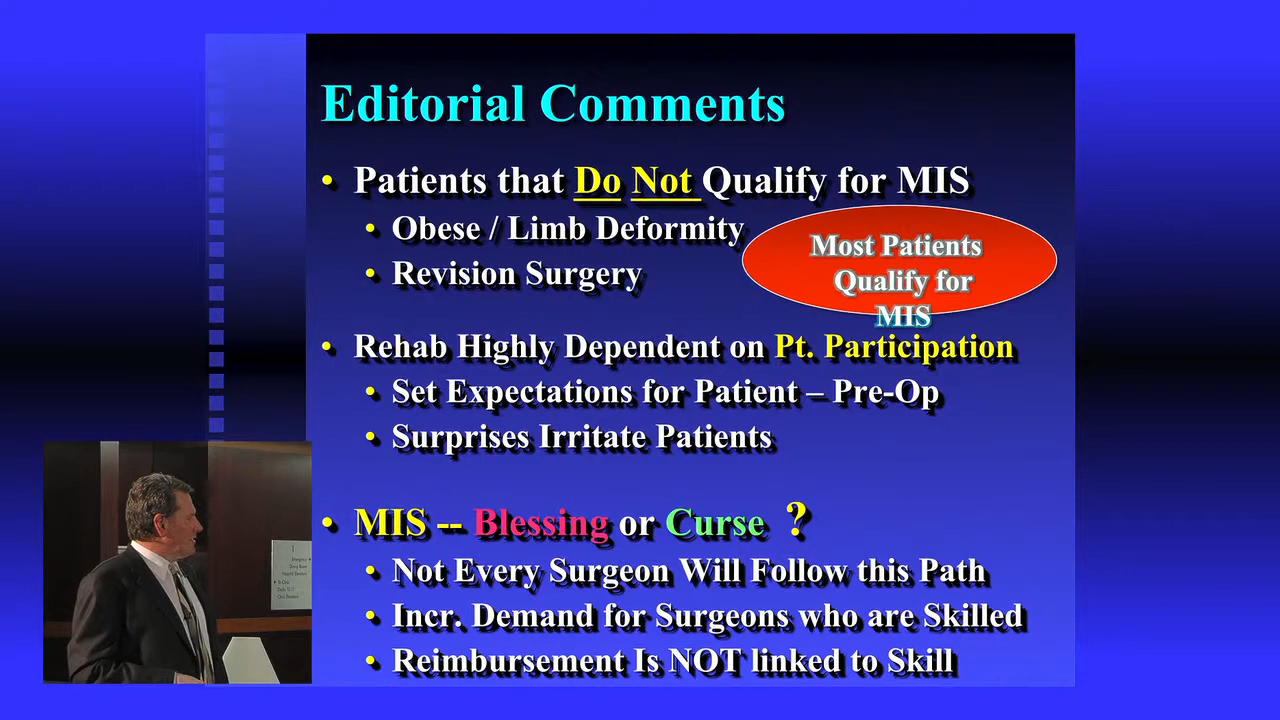 Editorial Comments
• Patients that Do Not Qualify for MIS
• Obese / Limb Deformity
• Revision Surgery
Most Patients
Qualify for
MIS
• Rehab Highly Dependent on Pt. Participation
• Set Expectations for Patient – Pre-Op
• Surprises Irritate Patients
• MIS -- Blessing or Curse ?
• Not Every Surgeon Will Follow this Path
• Incr. Demand for Surgeons who are Skilled
• Reimbursement Is NOT linked to Skill